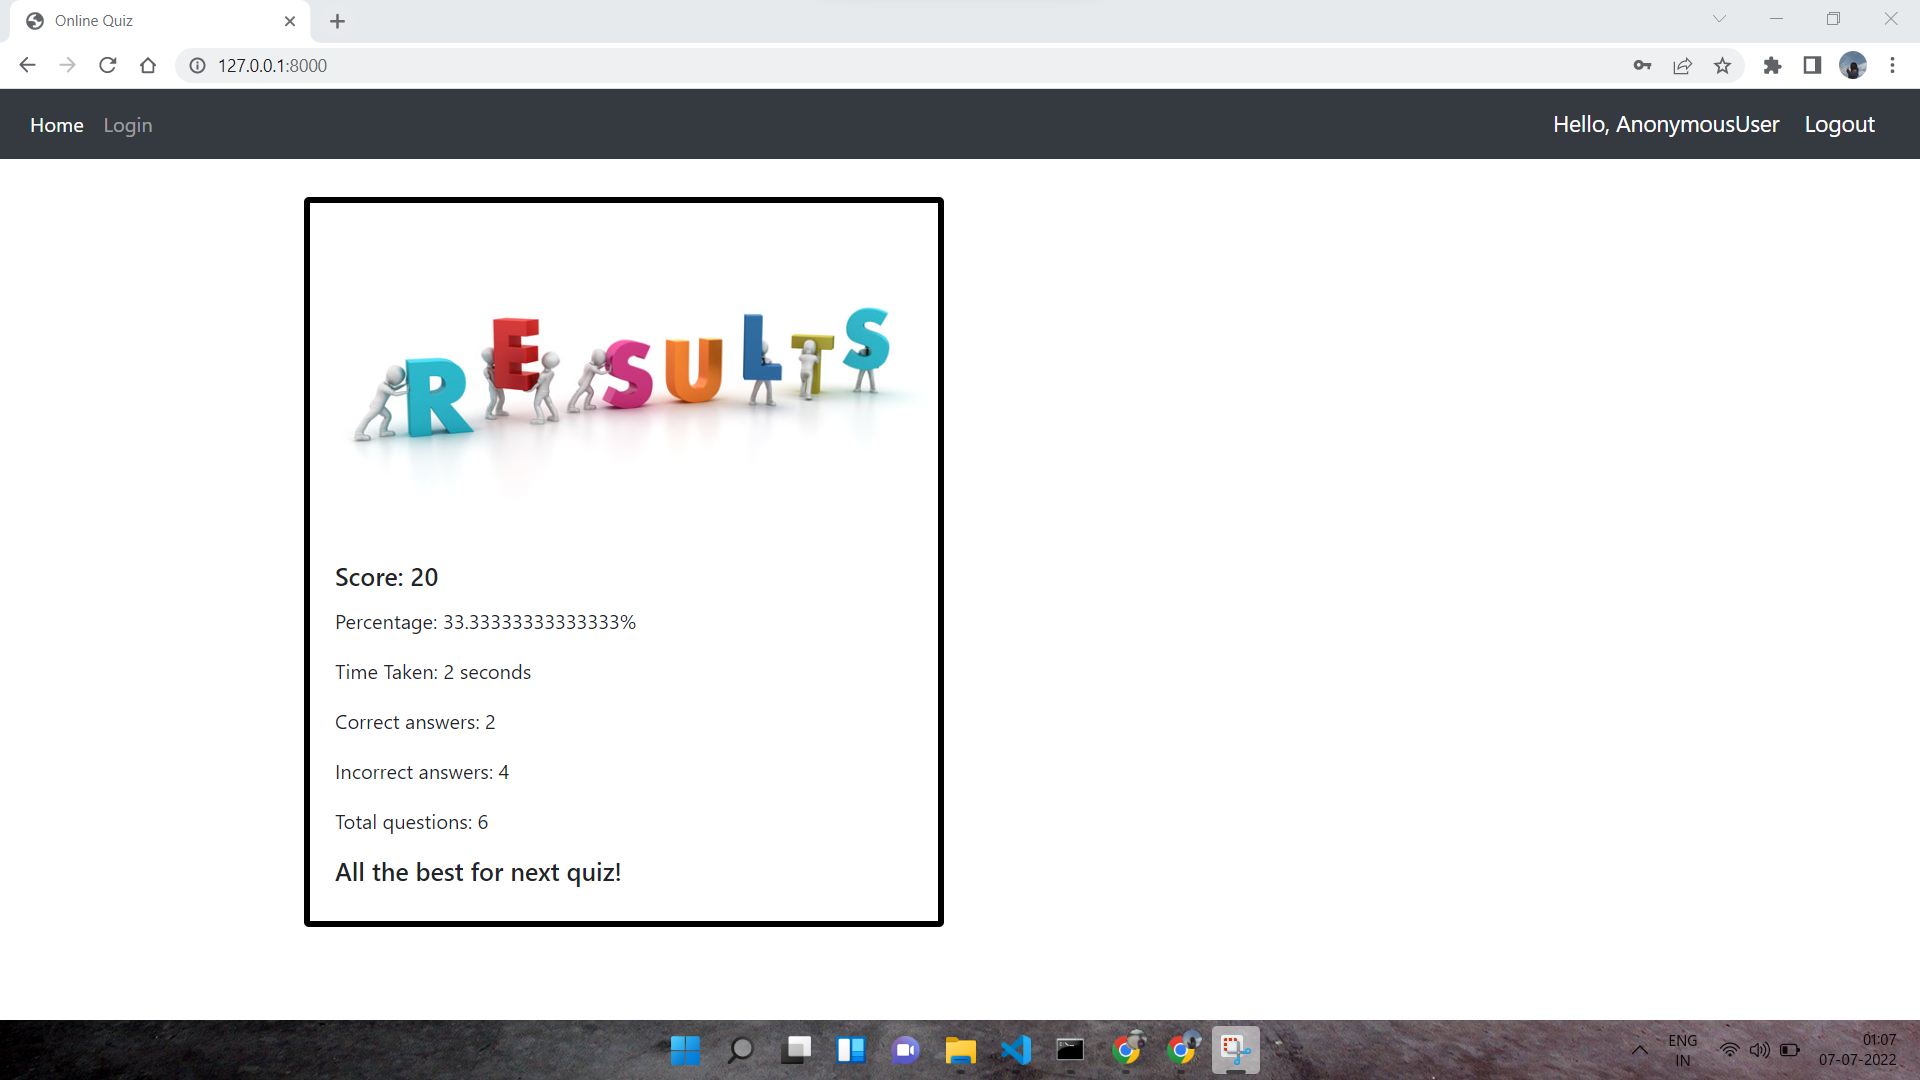 Online Quiz
127.0.0.1:8000
Home Login Hello, AnonymousUser Logout
RESULTS
Score: 20
Percentage: 33.33333333333333%
Time Taken: 2 seconds
Correct answers: 2
Incorrect answers: 4
Total questions: 6
All the best for next quiz!
ENG 01:07
IN 07-07-2022